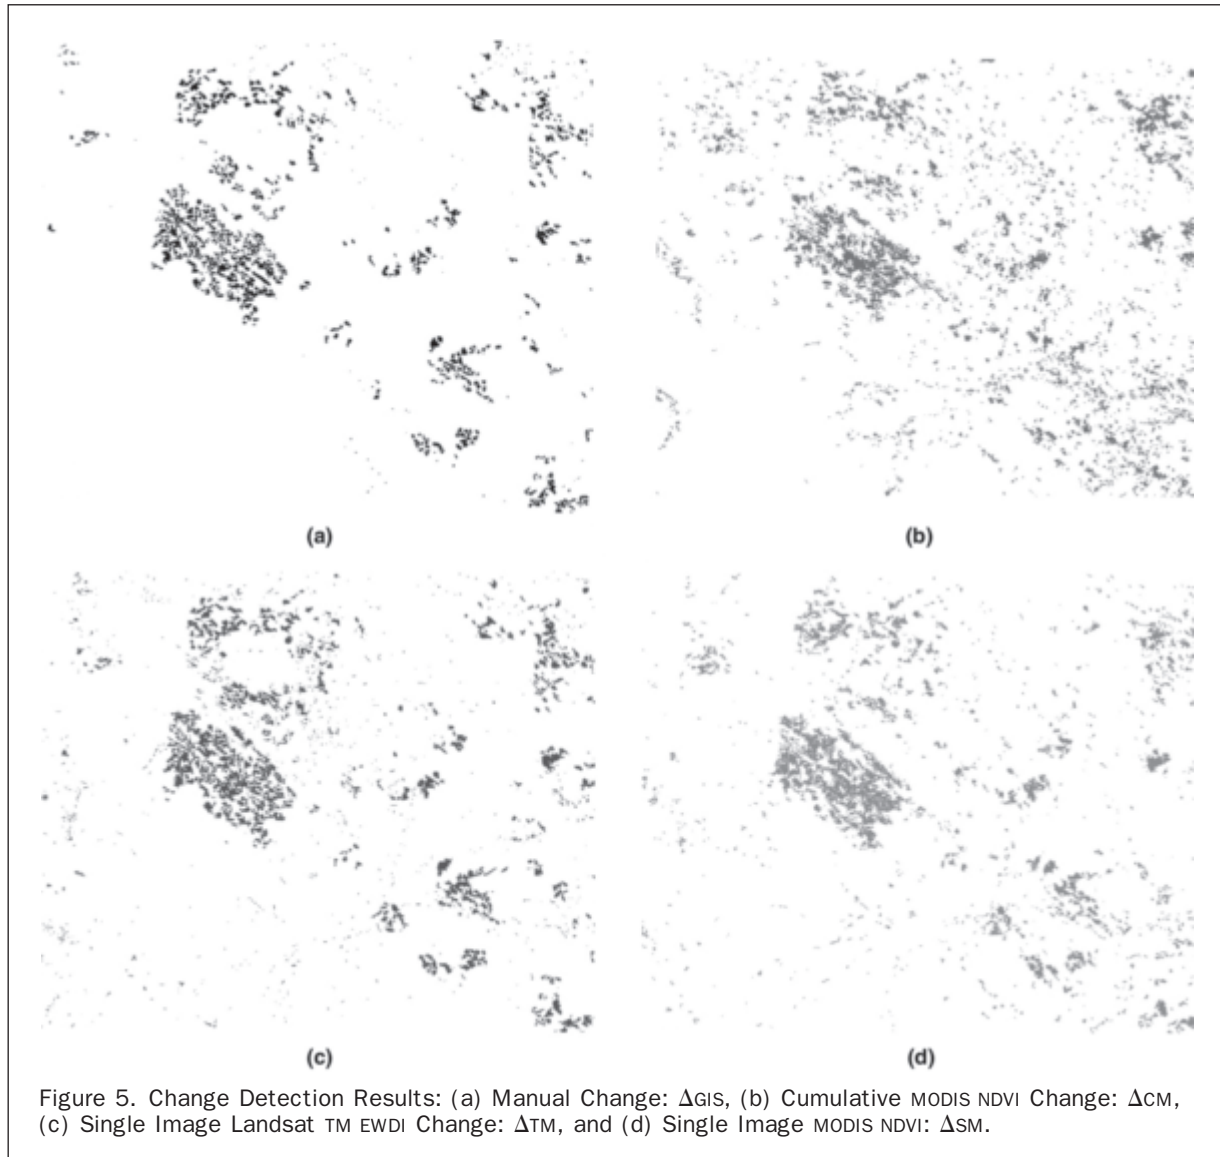 (a)
(b)
(c)
(d)
Figure 5. Change Detection Results: (a) Manual Change: ΔGIS, (b) Cumulative MODIS NDVI Change: ΔCM,
(c) Single Image Landsat TM EWDI Change: ΔTM, and (d) Single Image MODIS NDVI: ΔSM.